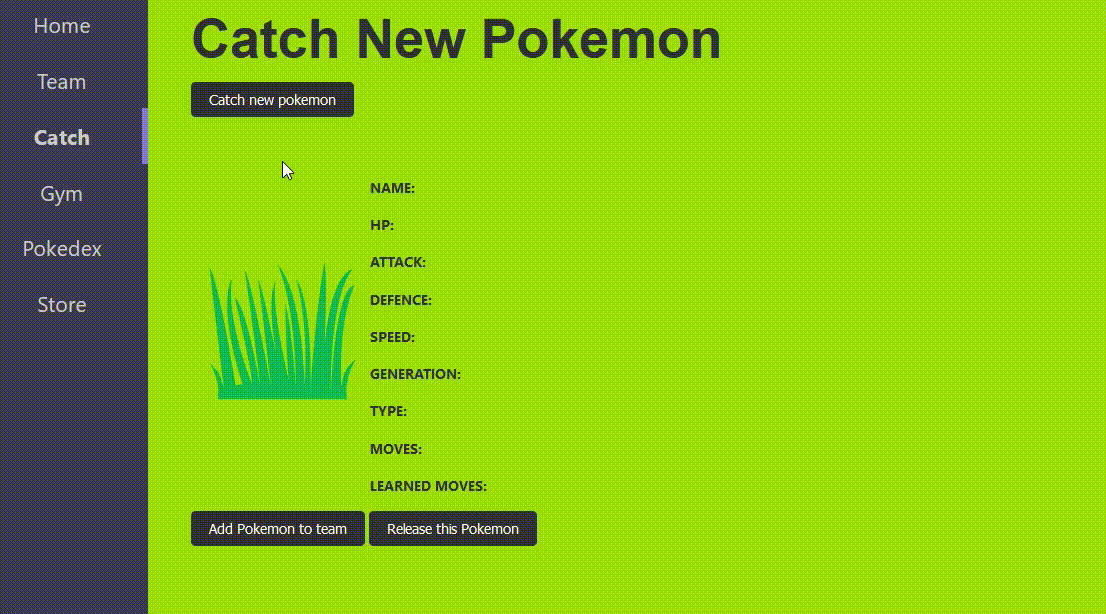 Home
Team
Catch
Gym
Pokedex
Store
Catch New Pokemon
Catch new pokemon
NAME:
HP:
ATTACK:
DEFENCE:
SPEED:
GENERATION:
TYPE:
MOVES:
LEARNED MOVES:
Add Pokemon to team
Release this Pokemon